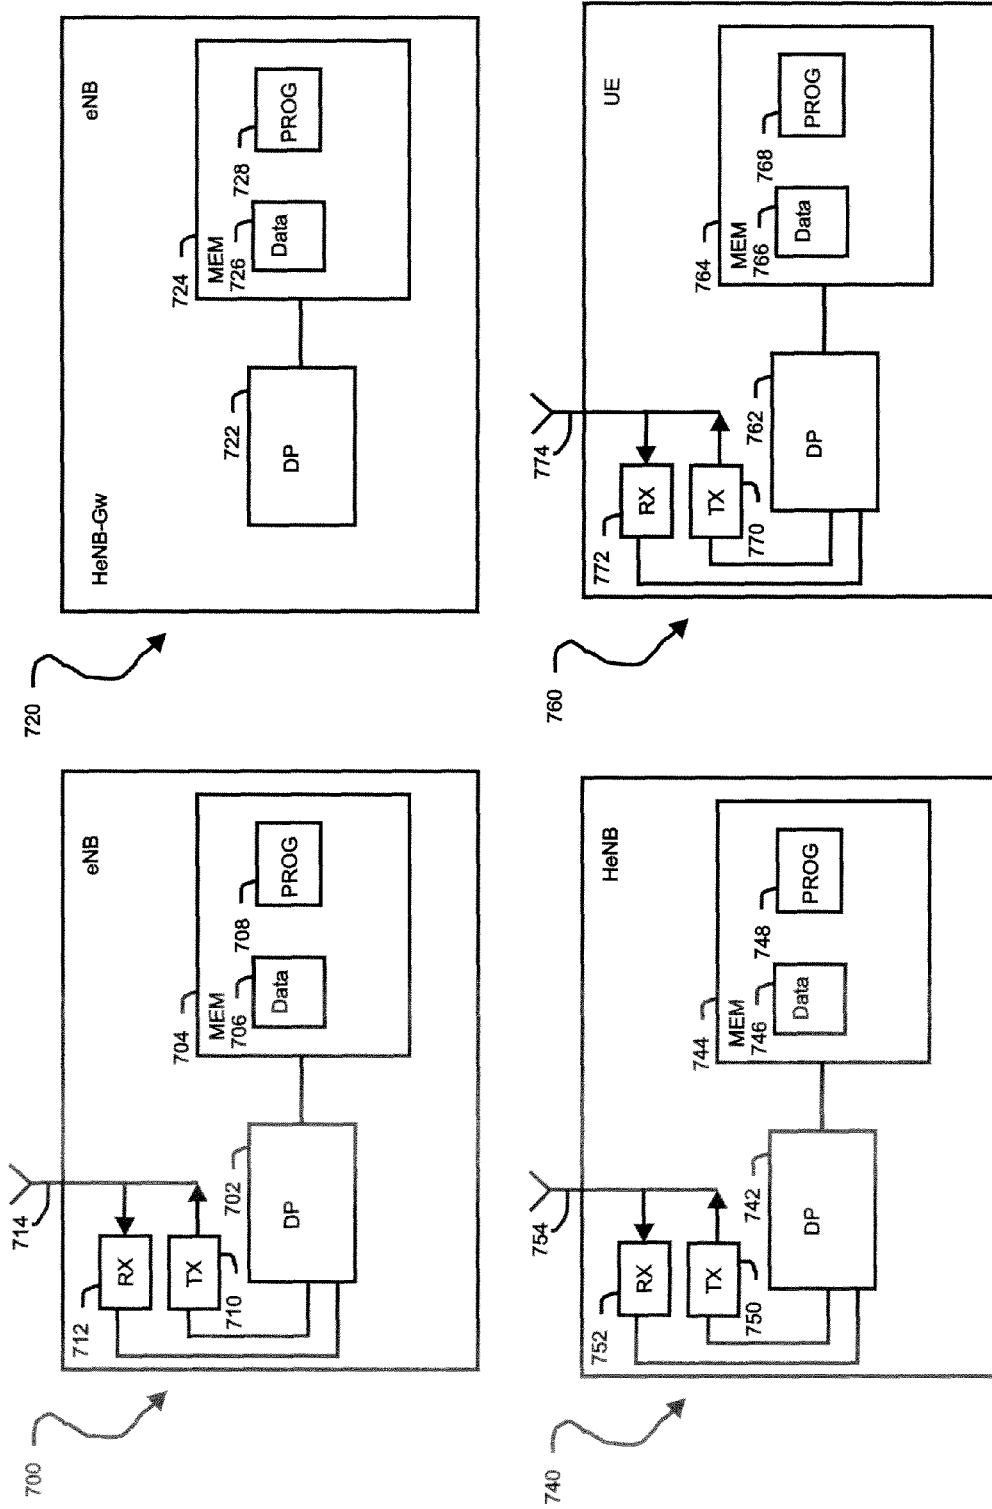 700
eNB
714
712
RX
TX
710
702
DP
704
MEM
706
Data
708
PROG
720
HeNB-Gw
eNB
722
DP
724
MEM
726
Data
728
PROG
740
HeNB
754
752
RX
TX
750
742
DP
744
MEM
746
Data
748
PROG
760
UE
774
772
RX
TX
770
762
DP
764
MEM
766
Data
768
PROG